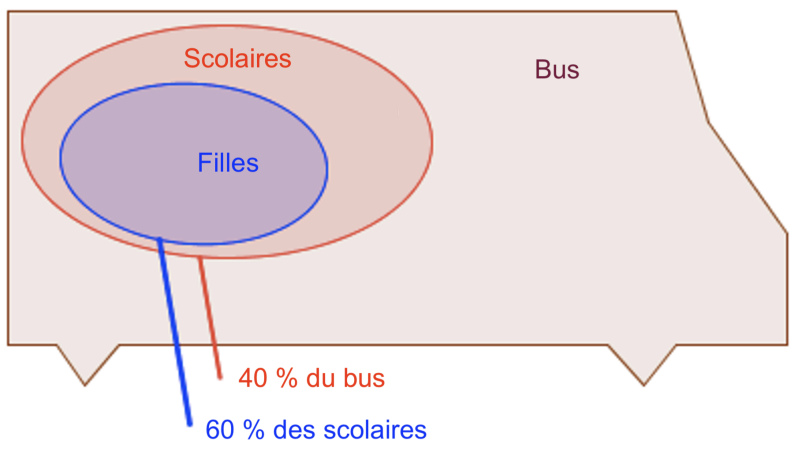 Scolaires
Bus
Filles
40 % du bus
60 % des scolaires